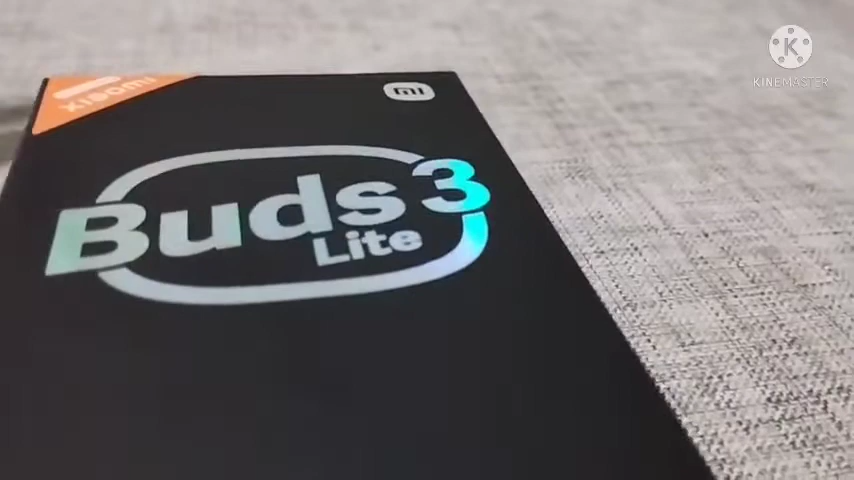 K
KINEMASTER
xiaomi
mi
Buds 3
Lite